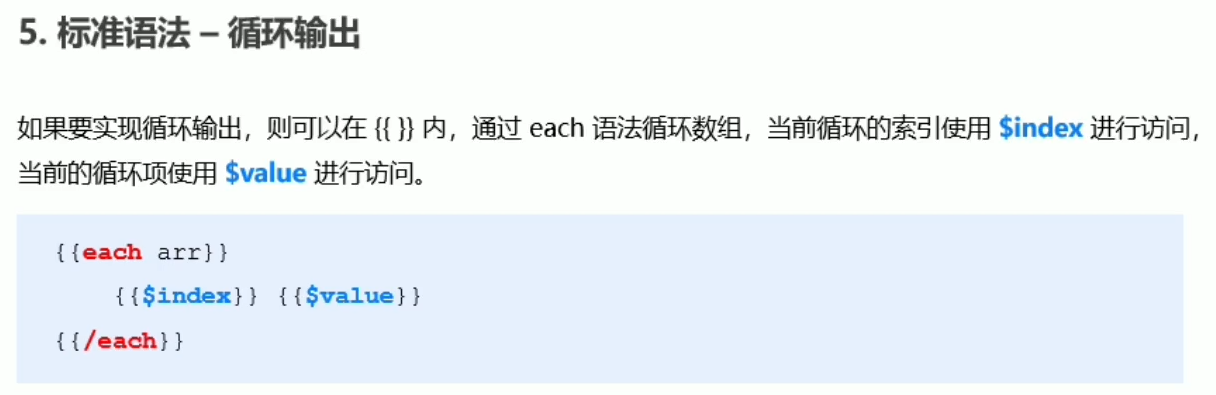 5. 标准语法 – 循环输出
如果要实现循环输出，则可以在 {{ }} 内，通过 each 语法循环数组，当前循环的索引使用 $index 进行访问，
当前的循环项使用 $value 进行访问。
{{each arr}}
{{$index}} {{$value}}
{{/each}}